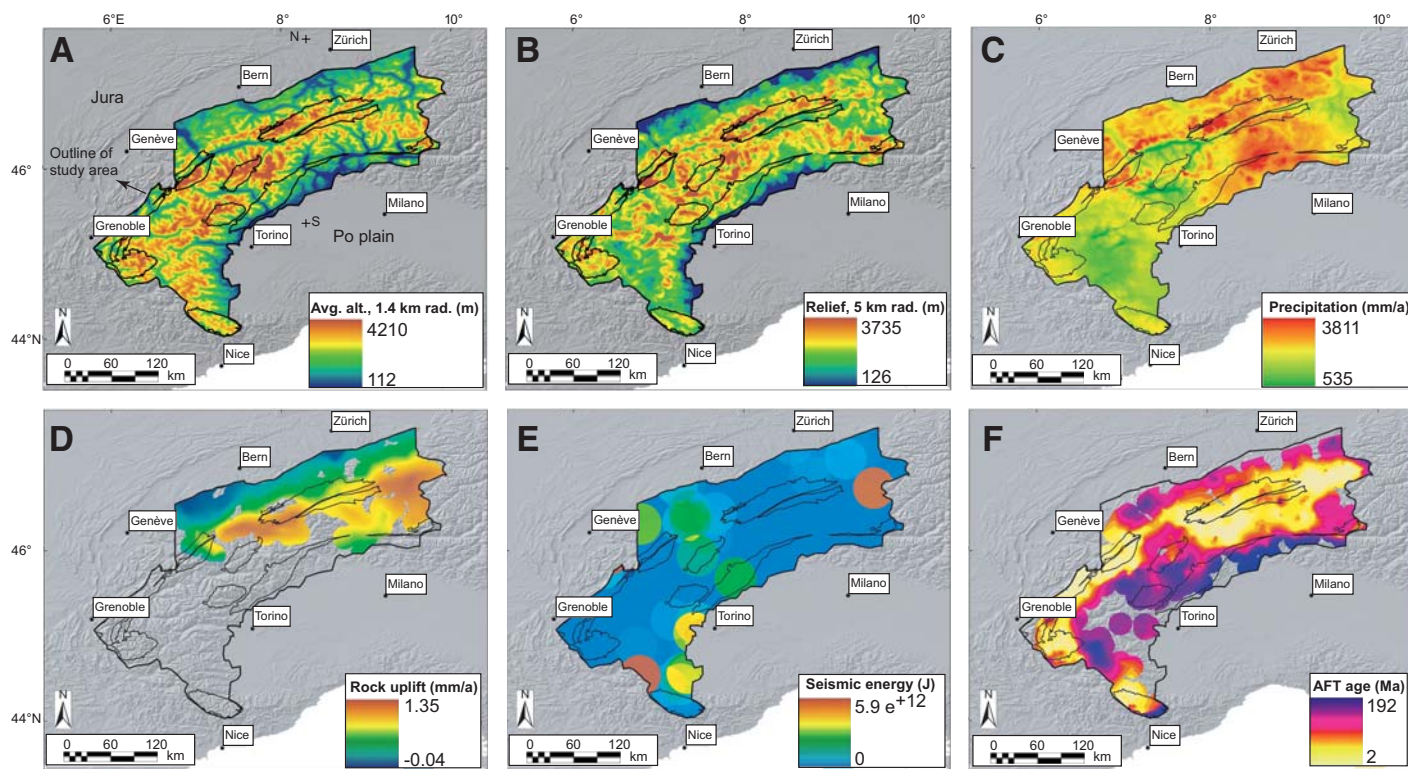 6°E
8°
10°
A
N
Zürich
Bern
Jura
Genève
Outline of
study area
46°
Grenoble
S
Milano
Torino
Po plain
Avg. alt., 1.4 km rad. (m)
4210
112
44°N
N
0 60 120
km
Nice
6°
8°
10°
B
Zürich
Bern
Genève
Grenoble
Milano
Torino
Relief, 5 km rad. (m)
3735
126
N
0 60 120
km
Nice
6°
8°
10°
C
Zürich
Bern
Genève
Grenoble
Milano
Torino
Precipitation (mm/a)
3811
535
N
0 60 120
km
Nice
D
Zürich
Bern
Genève
46°
Grenoble
Milano
Torino
Rock uplift (mm/a)
1.35
-0.04
44°N
N
0 60 120
km
Nice
E
Zürich
Bern
Genève
Grenoble
Milano
Torino
Seismic energy (J)
5.9 e+12
0
N
0 60 120
km
Nice
F
Zürich
Bern
Genève
Grenoble
Milano
Torino
AFT age (Ma)
192
2
N
0 60 120
km
Nice